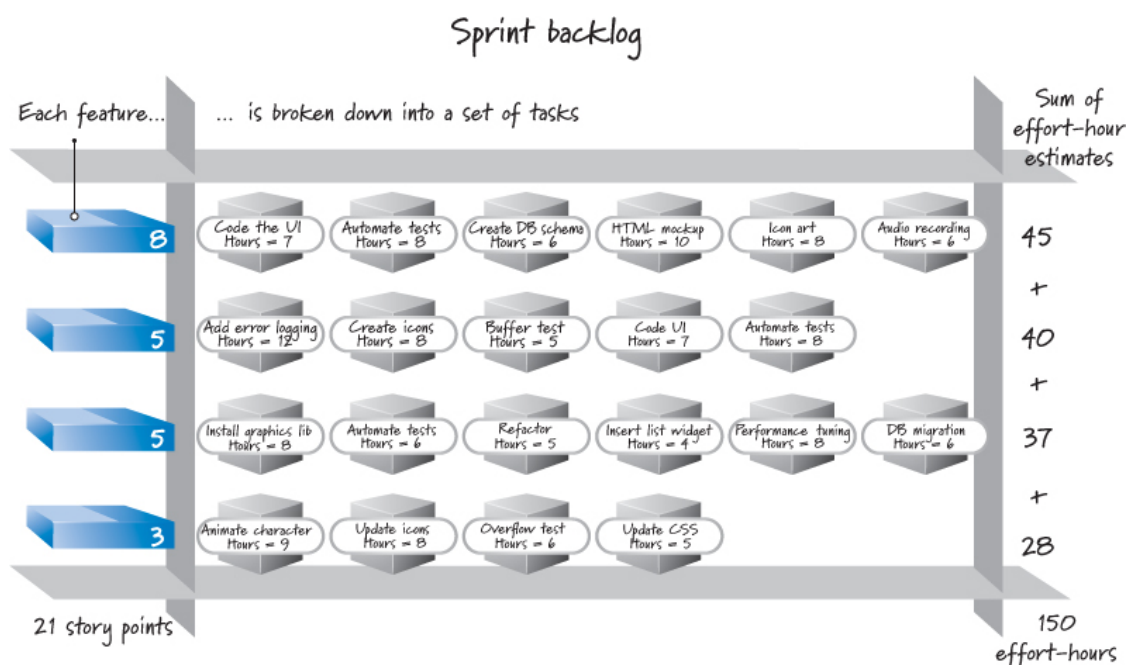 Sprint backlog
Each feature...
... is broken down into a set of tasks
Sum of
effort-hour
estimates
8
Code the UI
Hours = 7
Automate tests
Hours = 8
Create DB schema
Hours = 6
HTML mockup
Hours = 10
Icon art
Hours = 8
Audio recording
Hours = 6
45
+
5
Add error logging
Hours = 12
Create icons
Hours = 8
Buffer test
Hours = 5
Code UI
Hours = 7
Automate tests
Hours = 8
40
+
5
Install graphics lib
Hours = 8
Automate tests
Hours = 6
Refactor
Hours = 5
Insert list widget
Hours = 4
Performance tuning
Hours = 8
DB migration
Hours = 6
37
+
3
Animate character
Hours = 9
Update icons
Hours = 8
Overflow test
Hours = 6
Update CSS
Hours = 5
28
21 story points
150
effort-hours